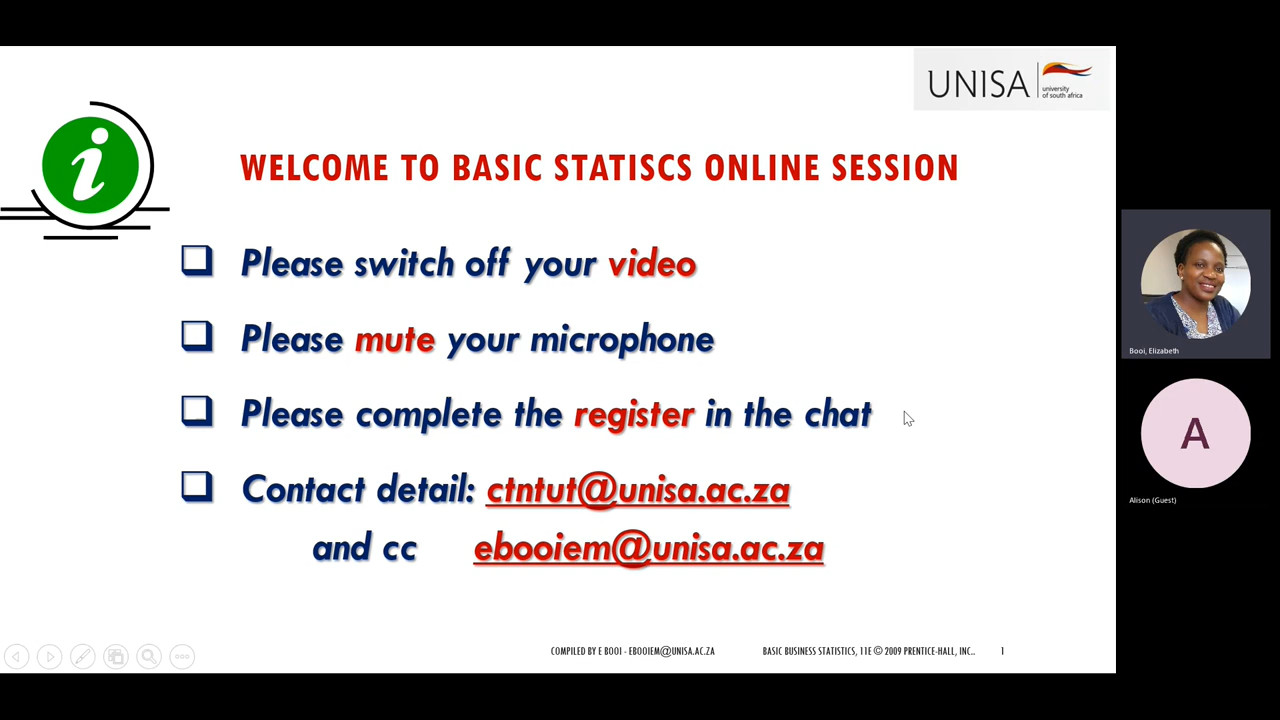 UNISA
university
of south africa
WELCOME TO BASIC STATISCS ONLINE SESSION
Please switch off your video
Please mute your microphone
Please complete the register in the chat
Contact detail: ctntut@unisa.ac.za
and cc ebooiem@unisa.ac.za
COMPILED BY E BOOI - EBOOIEM@UNISA.AC.ZA
BASIC BUSINESS STATISTICS, 11E © 2009 PRENTICE-HALL, INC..
1
Booi, Elizabeth
A
Alison (Guest)